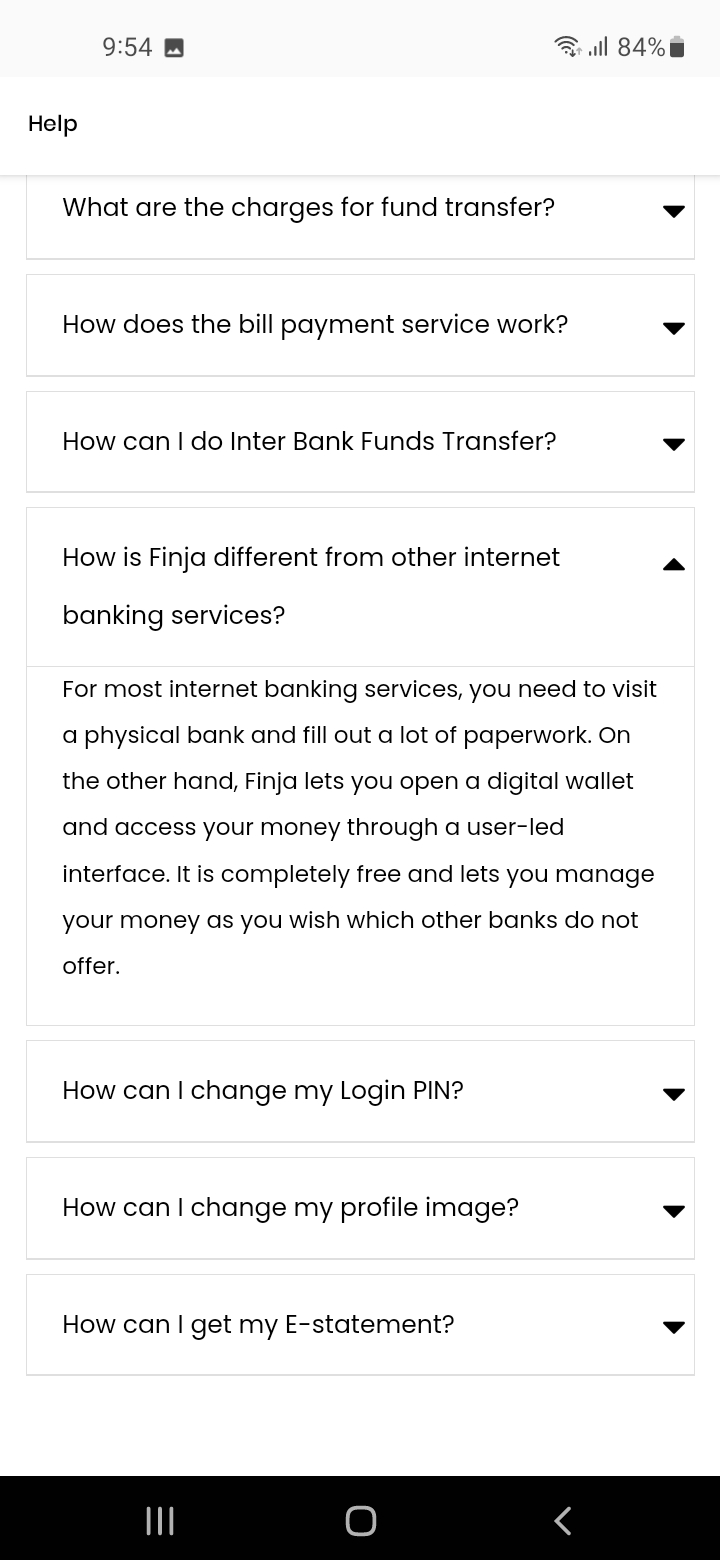 9:54
84%
Help
What are the charges for fund transfer?
How does the bill payment service work?
How can I do Inter Bank Funds Transfer?
How is Finja different from other internet
banking services?
For most internet banking services, you need to visit
a physical bank and fill out a lot of paperwork. On
the other hand, Finja lets you open a digital wallet
and access your money through a user-led
interface. It is completely free and lets you manage
your money as you wish which other banks do not
offer.
How can I change my Login PIN?
How can I change my profile image?
How can I get my E-statement?